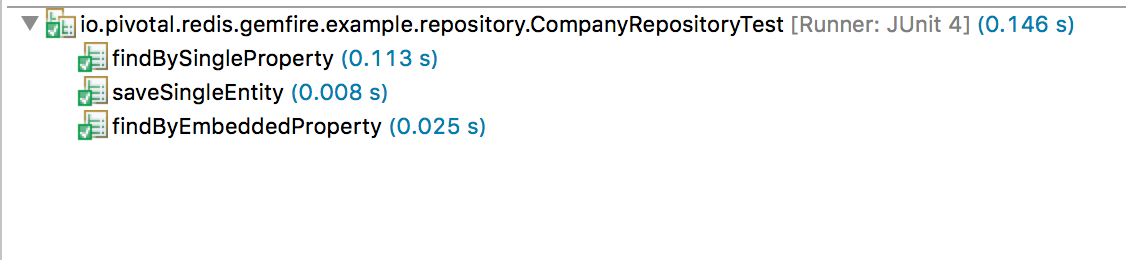 io.pivotal.redis.gemfire.example.repository.CompanyRepositoryTest [Runner: JUnit 4] (0.146 s)
findBySingleProperty (0.113 s)
saveSingleEntity (0.008 s)
findByEmbeddedProperty (0.025 s)